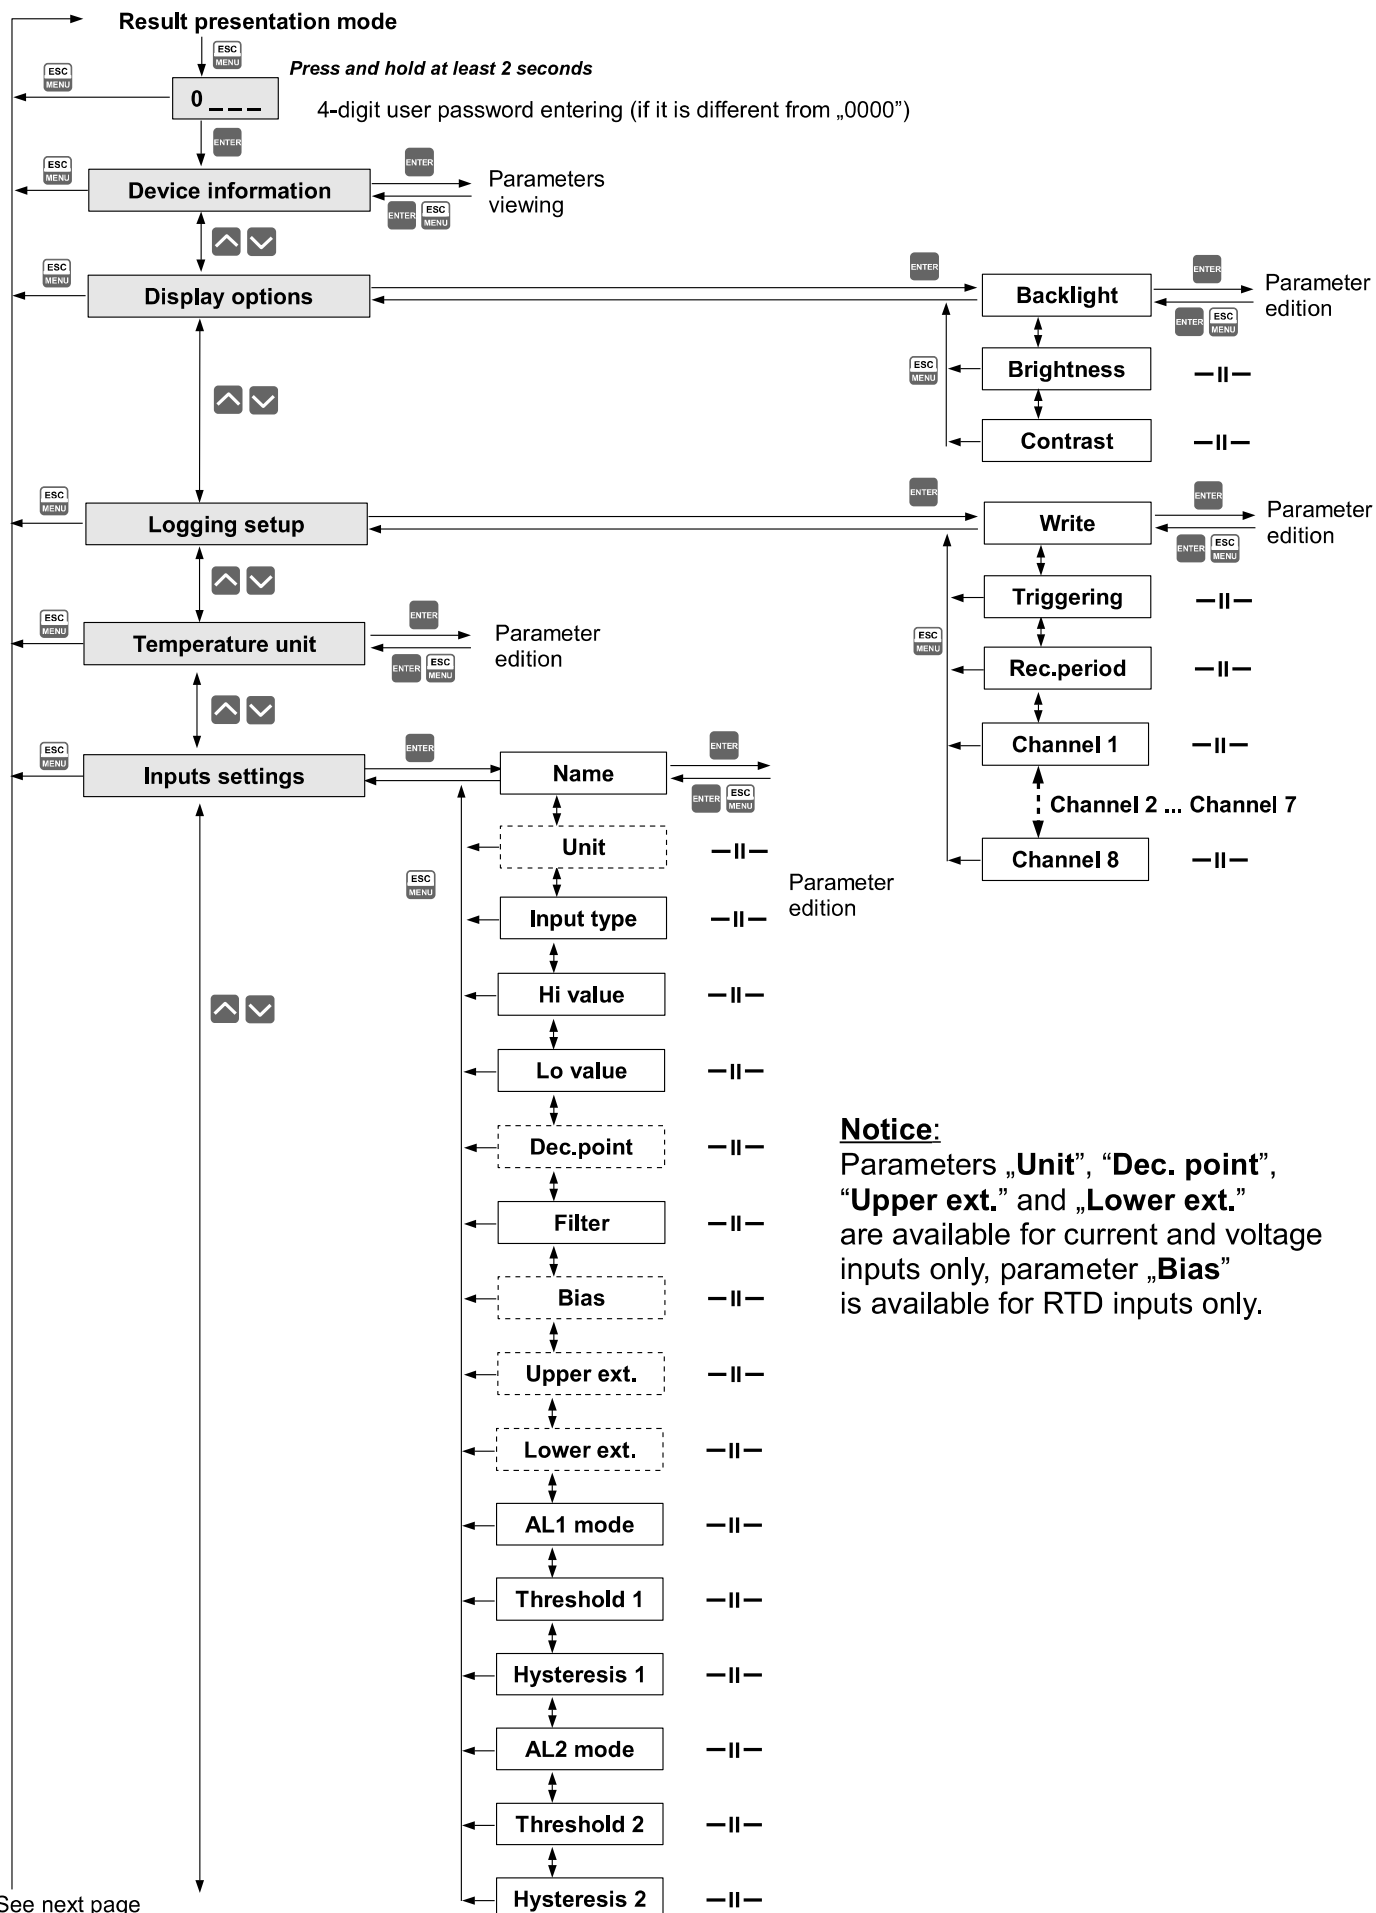 Result presentation mode
ESC
MENU
Press and hold at least 2 seconds
ESC
MENU
0 _ _ _
4-digit user password entering (if it is different from „0000”)
ENTER
ESC
MENU
Device information
ENTER
ENTER
ESC
MENU
Parameters
viewing
ESC
MENU
Display options
ENTER
Backlight
ENTER
ENTER
ESC
MENU
Parameter
edition
ESC
MENU
Brightness
—II—
Contrast
—II—
ESC
MENU
Logging setup
ENTER
Write
ENTER
ENTER
ESC
MENU
Parameter
edition
Triggering
—II—
ESC
MENU
Temperature unit
ENTER
ENTER
ESC
MENU
Parameter
edition
ESC
MENU
Rec.period
—II—
Channel 1
—II—
Channel 2 ... Channel 7
Channel 8
—II—
ESC
MENU
Inputs settings
ENTER
Name
ENTER
ENTER
ESC
MENU
Parameter
edition
ESC
MENU
Unit
—II—
Input type
—II—
Hi value
—II—
Lo value
—II—
Dec.point
—II—
Filter
—II—
Bias
—II—
Upper ext.
—II—
Lower ext.
—II—
AL1 mode
—II—
Threshold 1
—II—
Hysteresis 1
—II—
AL2 mode
—II—
Threshold 2
—II—
Hysteresis 2
—II—
Notice:
Parameters „Unit”, “Dec. point”,
“Upper ext.” and „Lower ext.”
are available for current and voltage
inputs only, parameter „Bias”
is available for RTD inputs only.
See next page